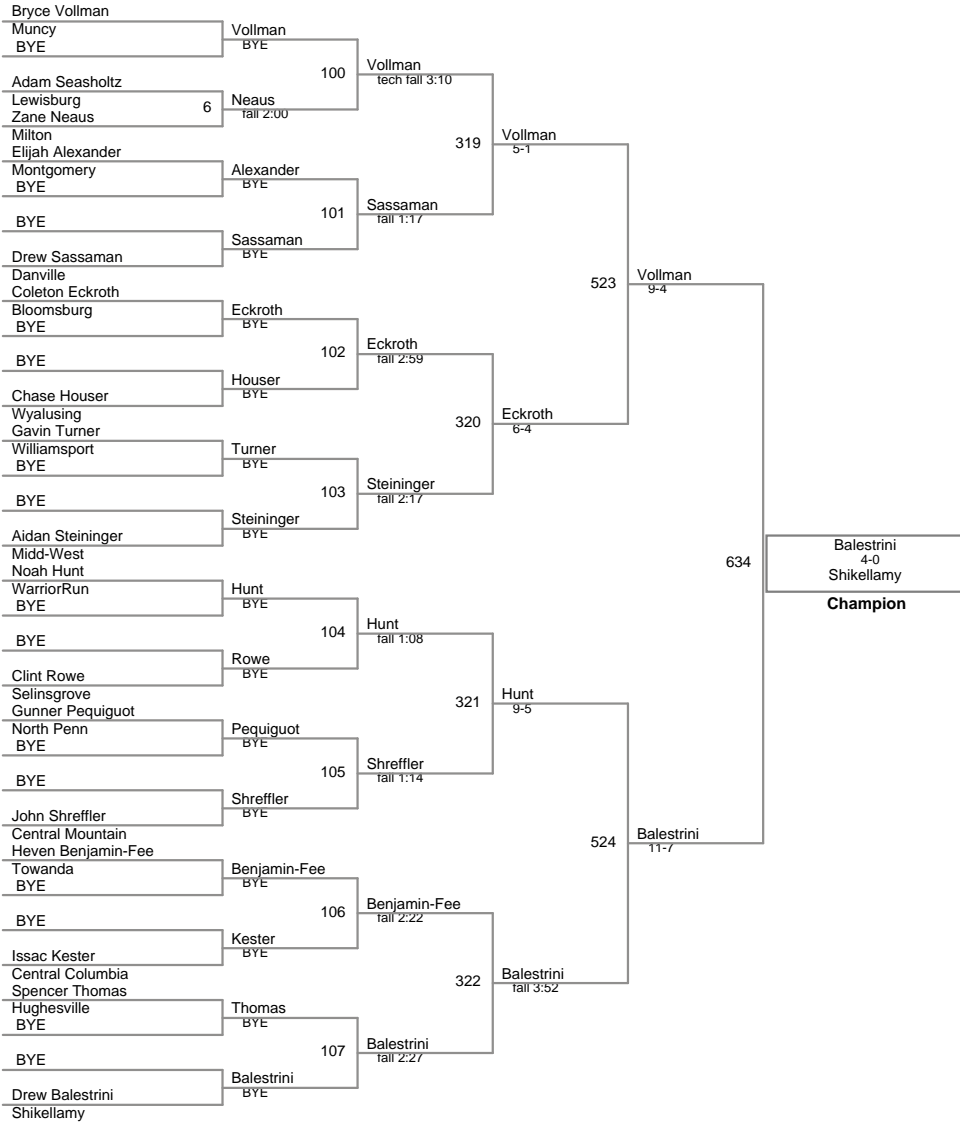 Bryce Vollman
Muncy
BYE
Adam Seasholtz
Lewisburg
Zane Neaus
Milton
Elijah Alexander
Montgomery
BYE
BYE
Drew Sassaman
Danville
Coleton Eckroth
Bloomsburg
BYE
BYE
Chase Houser
Wyalusing
Gavin Turner
Williamsport
BYE
BYE
Aidan Steininger
Midd-West
Noah Hunt
WarriorRun
BYE
BYE
Clint Rowe
Selinsgrove
Gunner Pequiguot
North Penn
BYE
BYE
John Shreffler
Central Mountain
Heven Benjamin-Fee
Towanda
BYE
BYE
Issac Kester
Central Columbia
Spencer Thomas
Hughesville
BYE
BYE
Drew Balestrini
Shikellamy
6
Vollman
BYE
Neaus
fall 2:00
Alexander
BYE
Sassaman
BYE
Eckroth
BYE
Houser
BYE
Turner
BYE
Steininger
BYE
Hunt
BYE
Rowe
BYE
Pequiguot
BYE
Shreffler
BYE
Benjamin-Fee
BYE
Kester
BYE
Thomas
BYE
Balestrini
BYE
100
101
102
103
104
105
106
107
Vollman
tech fall 3:10
Sassaman
fall 1:17
Eckroth
fall 2:59
Steininger
fall 2:17
Hunt
fall 1:08
Shreffler
fall 1:14
Benjamin-Fee
fall 2:22
Balestrini
fall 2:27
319
320
321
322
Vollman
5-1
Eckroth
6-4
Hunt
9-5
Balestrini
fall 3:52
523
524
Vollman
9-4
Balestrini
11-7
634
Balestrini
4-0
Shikellamy
Champion